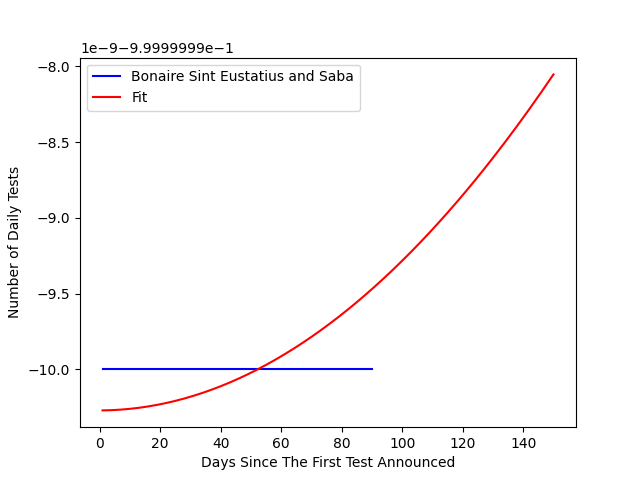 1e−9−9.9999999e−1
−8.0
−8.5
−9.0
−9.5
−10.0
Number of Daily Tests
Bonaire Sint Eustatius and Saba
Fit
0 20 40 60 80 100 120 140
Days Since The First Test Announced